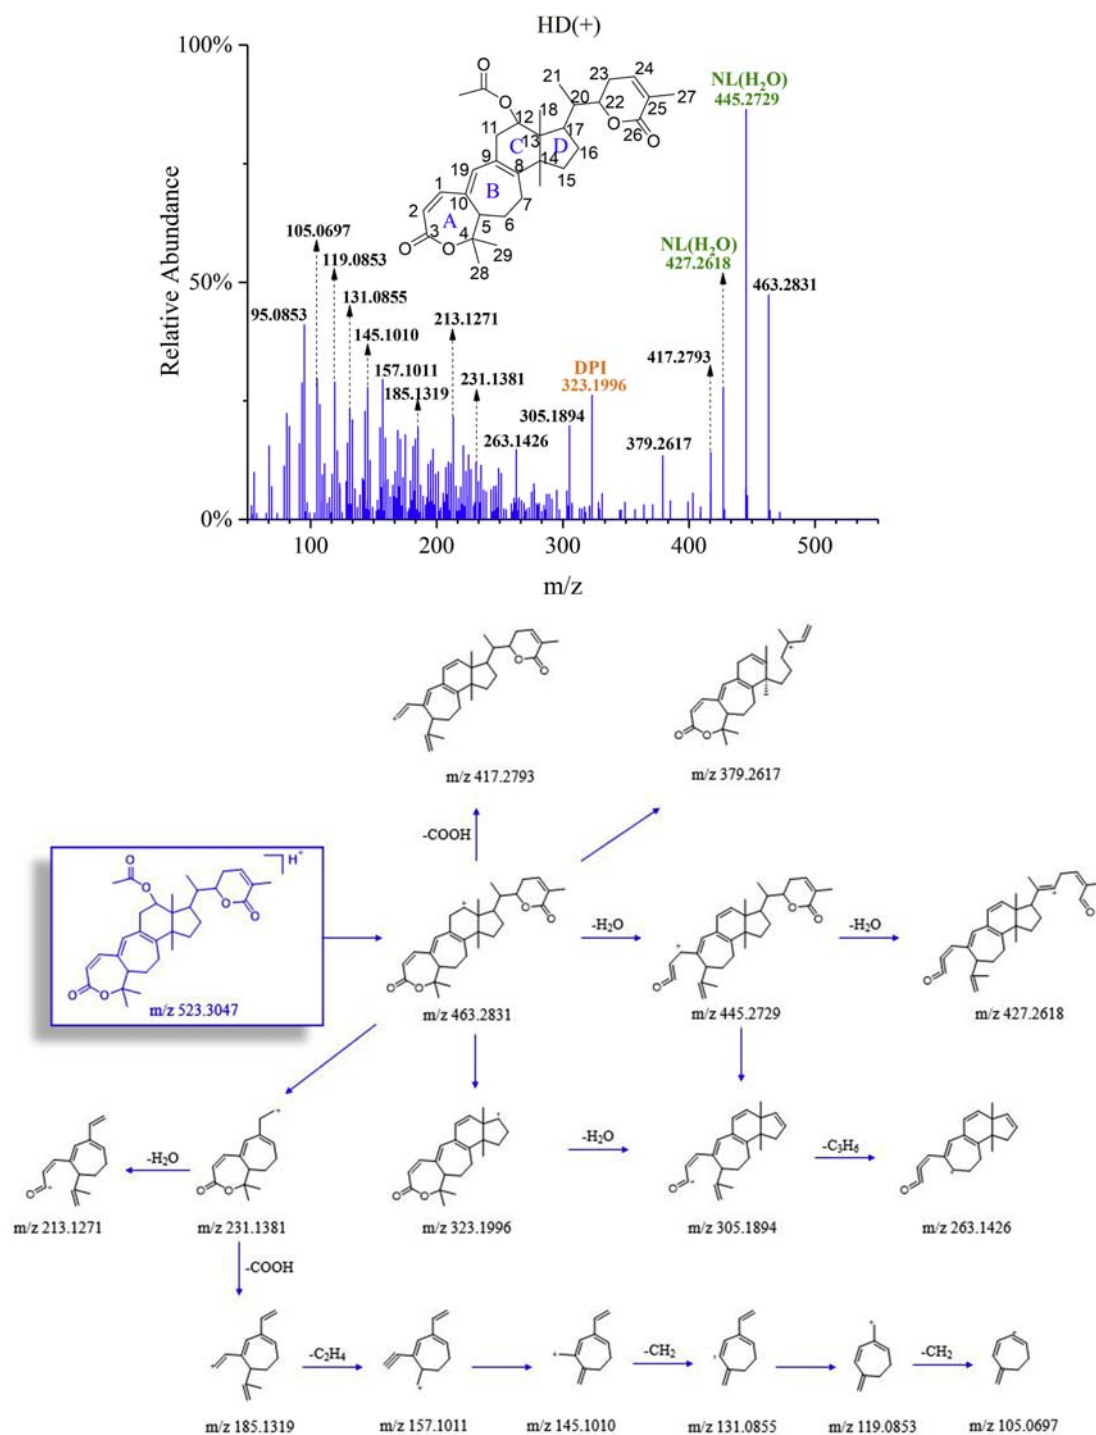 HD(+)
100%
50%
0%
Relative Abundance
m/z
100 200 300 400 500
NL(H₂O)
445.2729
NL(H₂O)
427.2618
463.2831
417.2793
379.2617
DPI
323.1996
305.1894
263.1426
231.1381
213.1271
185.1319
157.1011
145.1010
131.0855
119.0853
105.0697
95.0853
O
O
O
O
O
O
1
2
3
4
5
6
7
8
9
10
11
12
13
14
15
16
17
18
19
20
21
22
23
24
25
26
27
28
29
A
B
C
D
m/z 417.2793
m/z 379.2617
-COOH
H⁺
m/z 523.3047
m/z 463.2831
-H₂O
m/z 445.2729
-H₂O
m/z 427.2618
m/z 213.1271
-H₂O
m/z 231.1381
m/z 323.1996
-H₂O
m/z 305.1894
-C₃H₆
m/z 263.1426
-COOH
m/z 185.1319
-C₂H₄
m/z 157.1011
m/z 145.1010
-CH₂
m/z 131.0855
m/z 119.0853
-CH₂
m/z 105.0697